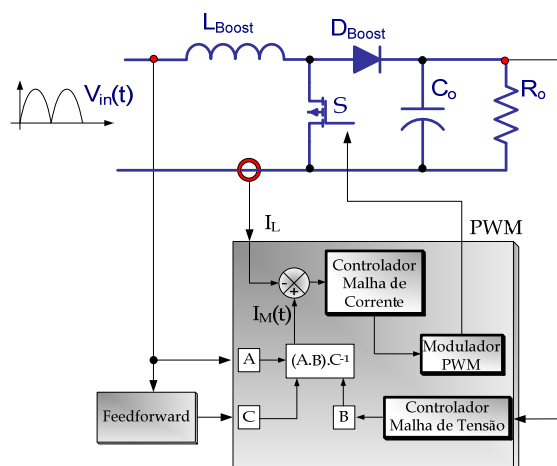 L_Boost
D_Boost
V_in(t)
S
C_o
R_o
I_L
PWM
-
+
Controlador
Malha de
Corrente
I_M(t)
Modulador
PWM
A
(A.B).C⁻¹
Feedforward
C
B
Controlador
Malha de Tensão